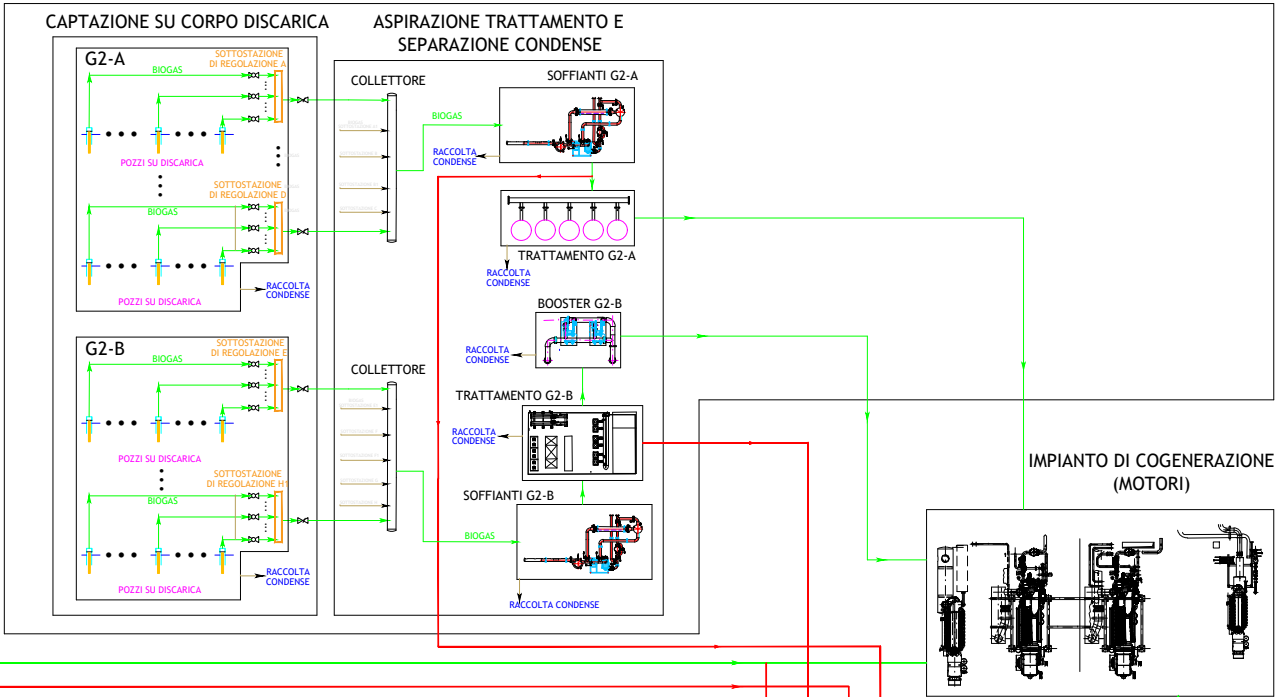 CAPTAZIONE SU CORPO DISCARICA
ASPIRAZIONE TRATTAMENTO E
SEPARAZIONE CONDENSE
G2-A
SOTTOSTAZIONE
DI REGOLAZIONE A
BIOGAS
POZZI SU DISCARICA
SOTTOSTAZIONE
DI REGOLAZIONE D
BIOGAS
POZZI SU DISCARICA
RACCOLTA
CONDENSE
G2-B
SOTTOSTAZIONE
DI REGOLAZIONE E
BIOGAS
POZZI SU DISCARICA
SOTTOSTAZIONE
DI REGOLAZIONE H1
BIOGAS
POZZI SU DISCARICA
RACCOLTA
CONDENSE
COLLETTORE
BIOGAS
SOFFIANTI G2-A
RACCOLTA
CONDENSE
TRATTAMENTO G2-A
RACCOLTA
CONDENSE
BOOSTER G2-B
RACCOLTA
CONDENSE
COLLETTORE
TRATTAMENTO G2-B
RACCOLTA
CONDENSE
SOFFIANTI G2-B
BIOGAS
RACCOLTA CONDENSE
IMPIANTO DI COGENERAZIONE
(MOTORI)